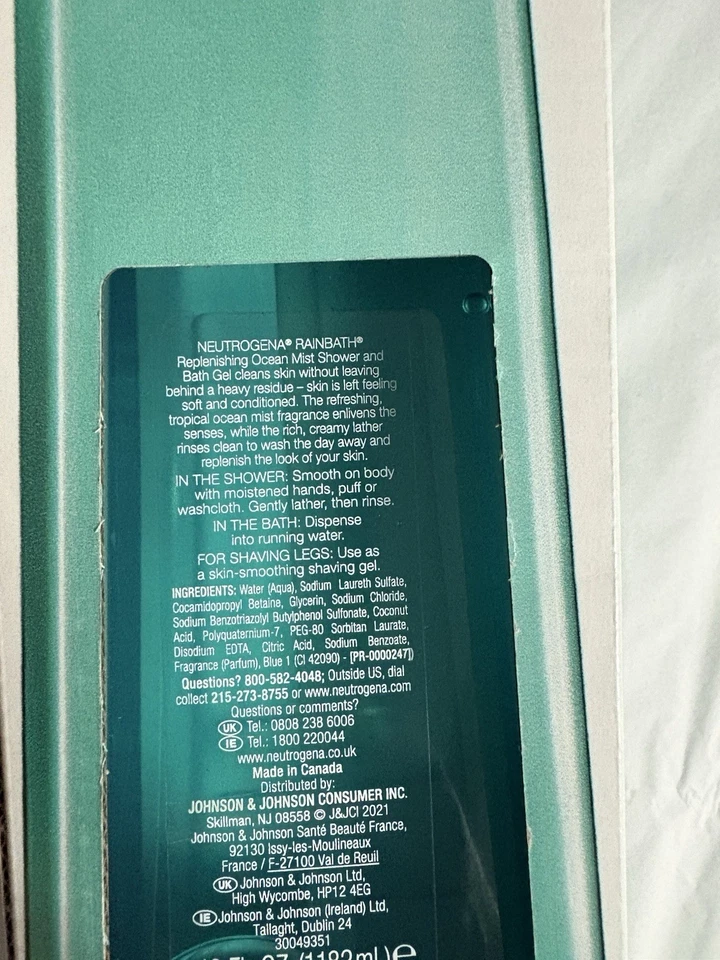 NEUTROGENA® RAINBATH®
Replenishing Ocean Mist Shower and
Bath Gel cleans skin without leaving
behind a heavy residue – skin is left feeling
soft and conditioned. The refreshing,
tropical ocean mist fragrance enlivens the
senses, while the rich, creamy lather
rinses clean to wash the day away and
replenish the look of your skin.
IN THE SHOWER: Smooth on body
with moistened hands, puff or
washcloth. Gently lather, then rinse.
IN THE BATH: Dispense
into running water.
FOR SHAVING LEGS: Use as
a skin-smoothing shaving gel.
INGREDIENTS: Water (Aqua), Sodium Laureth Sulfate,
Cocamidopropyl Betaine, Glycerin, Sodium Chloride,
Sodium Benzotriazolyl Butylphenol Sulfonate, Coconut
Acid, Polyquaternium-7, PEG-80 Sorbitan Laurate,
Disodium EDTA, Citric Acid, Sodium Benzoate,
Fragrance (Parfum), Blue 1 (CI 42090) - [PR-0000247])
Questions? 800-582-4048; Outside US, dial
collect 215-273-8755 or www.neutrogena.com
Questions or comments?
UK Tel.: 0808 238 6006
IE Tel.: 1800 220044
www.neutrogena.co.uk
Made in Canada
Distributed by:
JOHNSON & JOHNSON CONSUMER INC.
Skillman, NJ 08558 © J&JCI 2021
Johnson & Johnson Santé Beauté France,
92130 Issy-les-Moulineaux
France / F-27100 Val de Reuil
UK Johnson & Johnson Ltd,
High Wycombe, HP12 4EG
IE Johnson & Johnson (Ireland) Ltd,
Tallaght, Dublin 24
30049351
(1182mL) e